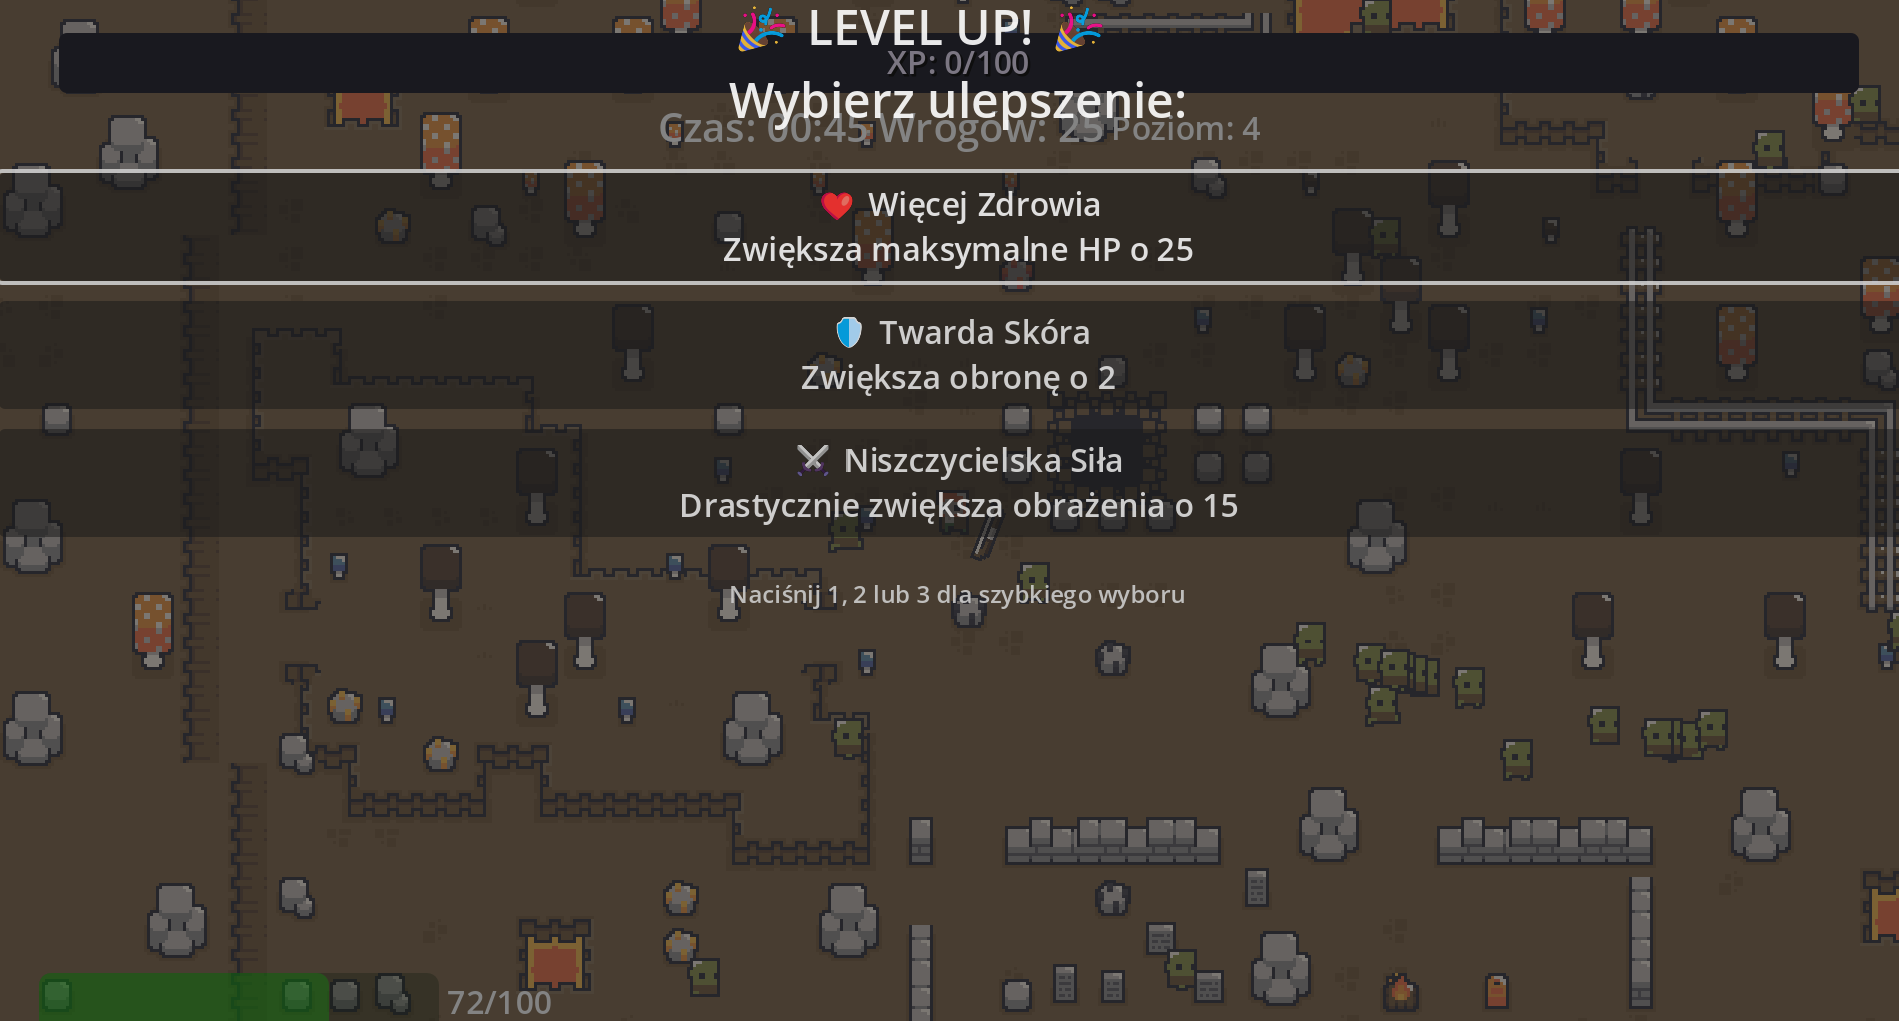 🎉 LEVEL UP! 🎉
XP: 0/100
Wybierz ulepszenie:
Czas: 00:45 Wrogów: 25 Poziom: 4
❤️ Więcej Zdrowia
Zwiększa maksymalne HP o 25
🛡️ Twarda Skóra
Zwiększa obronę o 2
⚔️ Niszczycielska Siła
Drastycznie zwiększa obrażenia o 15
Naciśnij 1, 2 lub 3 dla szybkiego wyboru
72/100